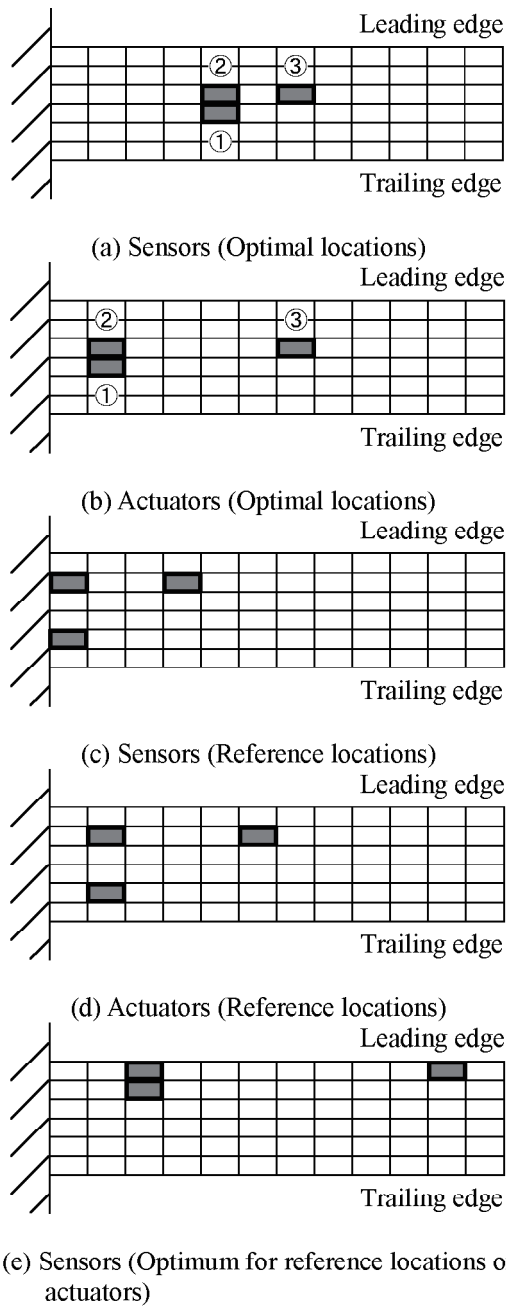 Leading edge
② ③
①
Trailing edge
(a) Sensors (Optimal locations)
Leading edge
② ③
①
Trailing edge
(b) Actuators (Optimal locations)
Leading edge
Trailing edge
(c) Sensors (Reference locations)
Leading edge
Trailing edge
(d) Actuators (Reference locations)
Leading edge
Trailing edge
(e) Sensors (Optimum for reference locations o
actuators)